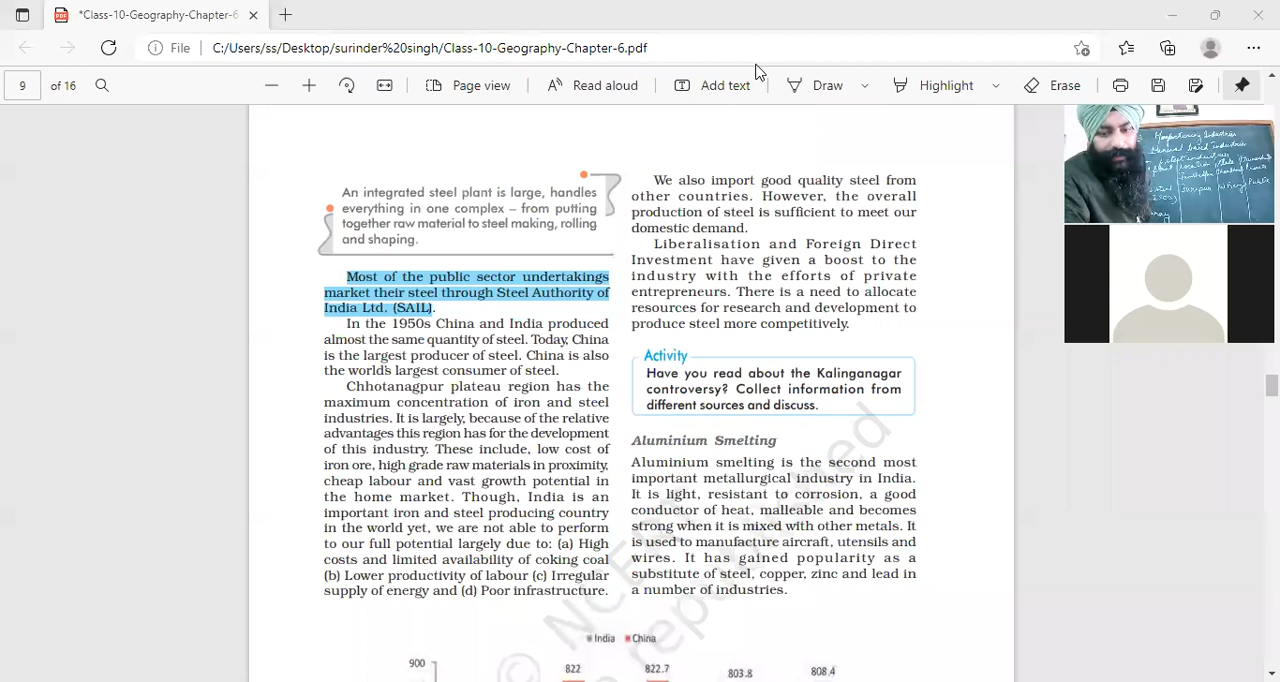 *Class-10-Geography-Chapter-6
File
C:/Users/ss/Desktop/surinder%20singh/Class-10-Geography-Chapter-6.pdf
9 of 16
Page view
Read aloud
Add text
Draw
Highlight
Erase
An integrated steel plant is large, handles
everything in one complex – from putting
together raw material to steel making, rolling
and shaping.
Most of the public sector undertakings
market their steel through Steel Authority of
India Ltd. (SAIL).
In the 1950s China and India produced
almost the same quantity of steel. Today, China
is the largest producer of steel. China is also
the world's largest consumer of steel.
Chhotanagpur plateau region has the
maximum concentration of iron and steel
industries. It is largely, because of the relative
advantages this region has for the development
of this industry. These include, low cost of
iron ore, high grade raw materials in proximity,
cheap labour and vast growth potential in
the home market. Though, India is an
important iron and steel producing country
in the world yet, we are not able to perform
to our full potential largely due to: (a) High
costs and limited availability of coking coal
(b) Lower productivity of labour (c) Irregular
supply of energy and (d) Poor infrastructure.
We also import good quality steel from
other countries. However, the overall
production of steel is sufficient to meet our
domestic demand.
Liberalisation and Foreign Direct
Investment have given a boost to the
industry with the efforts of private
entrepreneurs. There is a need to allocate
resources for research and development to
produce steel more competitively.
Activity
Have you read about the Kalinganagar
controversy? Collect information from
different sources and discuss.
Aluminium Smelting
Aluminium smelting is the second most
important metallurgical industry in India.
It is light, resistant to corrosion, a good
conductor of heat, malleable and becomes
strong when it is mixed with other metals. It
is used to manufacture aircraft, utensils and
wires. It has gained popularity as a
substitute of steel, copper, zinc and lead in
a number of industries.
© NCERT
India China
900
822
822.7
803.8
808.4
Industries
Mineral based industries